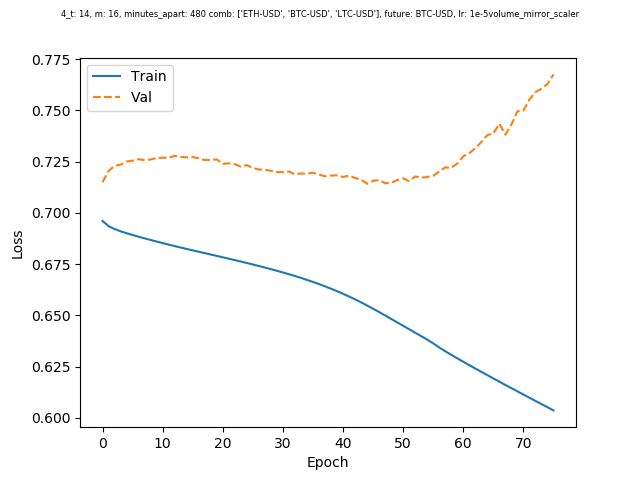 4_t: 14, m: 16, minutes_apart: 480 comb: ['ETH-USD', 'BTC-USD', 'LTC-USD'], future: BTC-USD, lr: 1e-5volume_mirror_scaler
0.775
0.750
0.725
0.700
0.675
0.650
0.625
0.600
Loss
Train
Val
0 10 20 30 40 50 60 70
Epoch